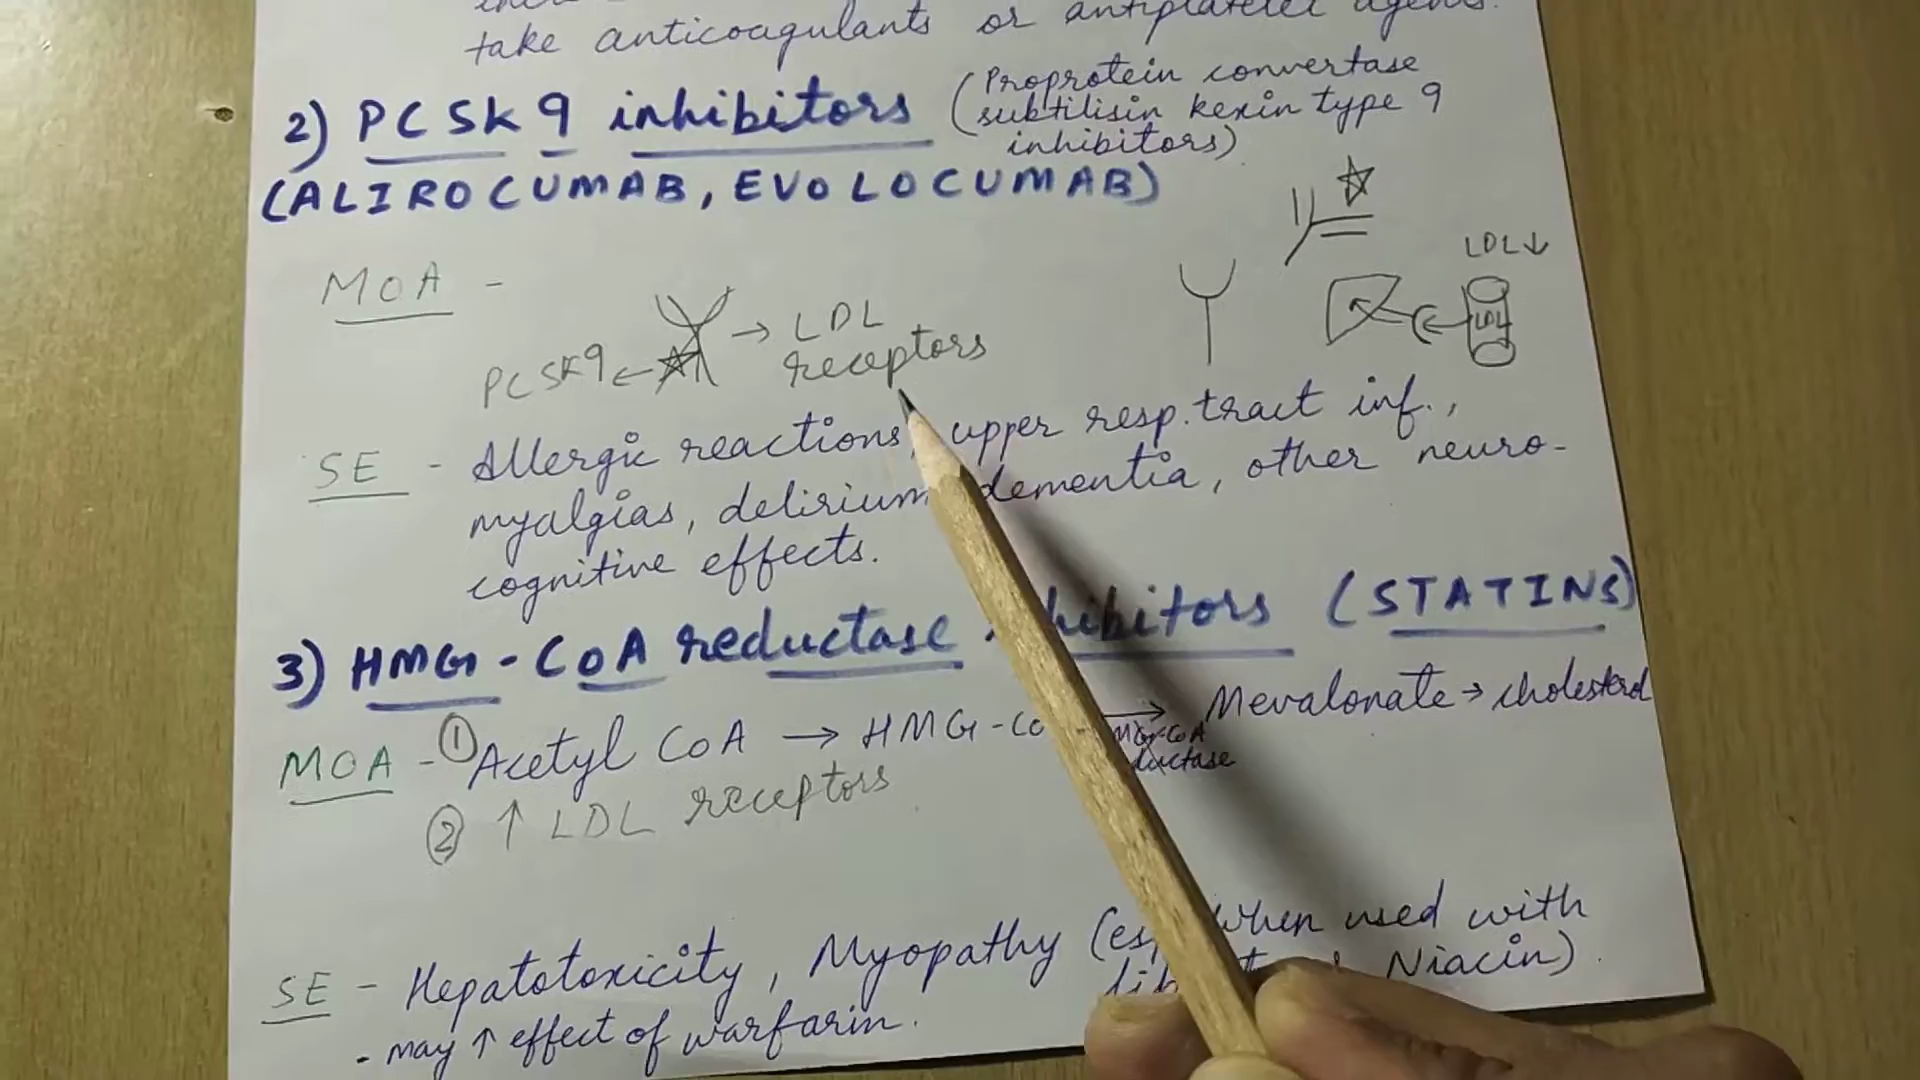 take anticoagulants or antiplatelet agents.
2) PCSK9 inhibitors (Proprotein convertase
subtilisin kexin type 9
inhibitors)
(ALIROCUMAB, EVOLOCUMAB)
LDL↓
MOA -
LDL
PCSK9 ← → LDL
receptors
SE - Allergic reactions, upper resp. tract inf.,
myalgias, delirium dementia, other neuro-
cognitive effects.
3) HMG-CoA reductase inhibitors (STATINS)
MOA - ① Acetyl CoA → HMG-Co → Mevalonate → cholesterol
② ↑ LDL receptors
SE - Hepatotoxicity, Myopathy (esp when used with
Niacin).
- may ↑ effect of warfarin.